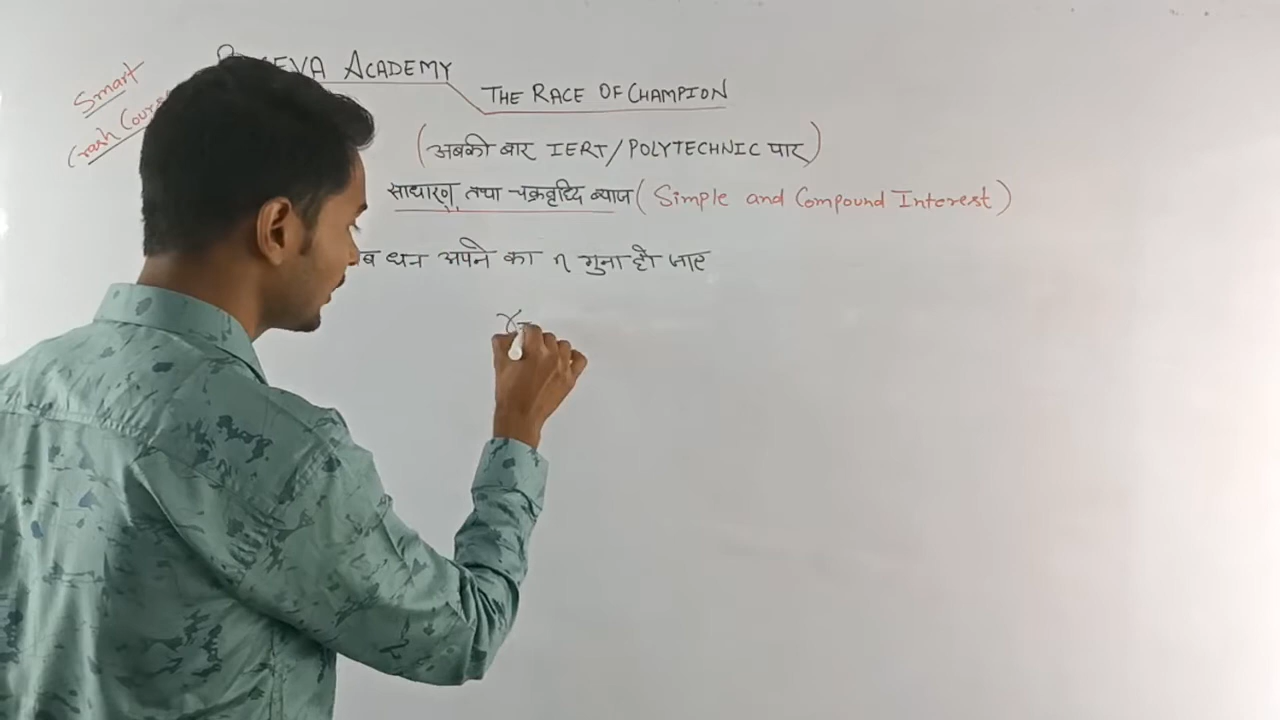 Smart
Crash Course
ACADEMY
THE RACE OF CHAMPION
(अबकी बार IERT/POLYTECHNIC पार)
साधारण तथा चक्रवृद्धि ब्याज (Simple and Compound Interest)
धन अपने का n गुना हो जाए